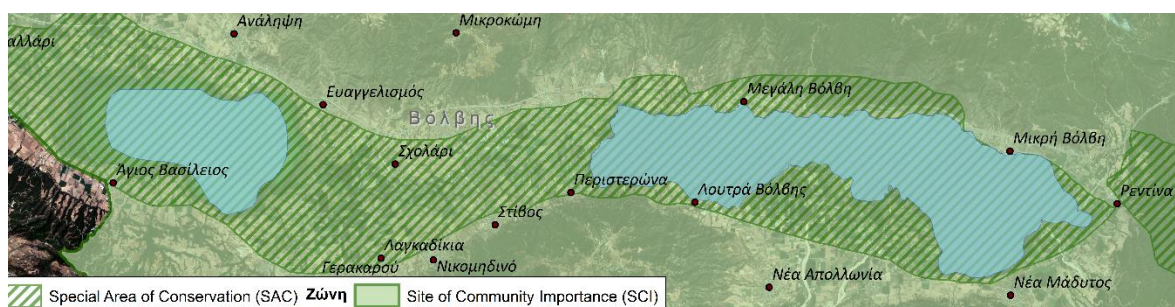 Ανάληψη
Μικροκώμη
αλλάρι
Ευαγγελισμός
Μεγάλη Βόλβη
Βόλβης
Μικρή Βόλβη
Σχολάρι
Άγιος Βασίλειος
Περιστερώνα
Λουτρά Βόλβης
Ρεντίνα
Στίβος
Λαγκαδίκια
Γερακαρού
Νικομηδινό
Νέα Απολλωνία
Νέα Μάδυτος
Special Area of Conservation (SAC) Ζώνη Site of Community Importance (SCI)